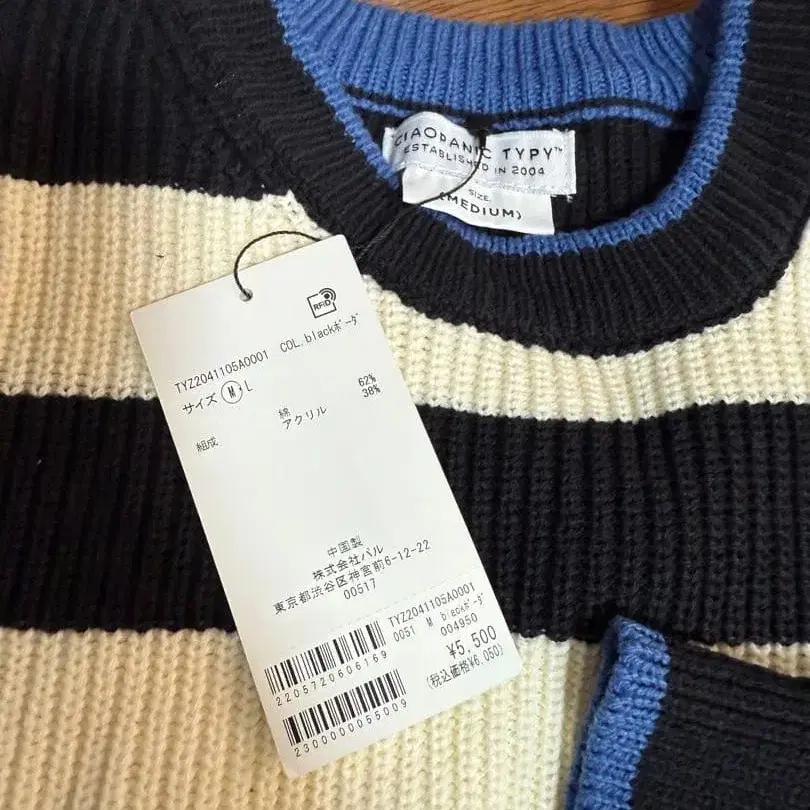 CIAOPANIC TYPY™
ESTABLISHED IN 2004
SIZE.
(MEDIUM)
RFID
TYZ2041105A0001 COL.blackﾎﾞｰﾀﾞ
サイズ M・L
組成 綿 62%
アクリル 38%
中国製
株式会社パル
東京都渋谷区神宮前6-12-22
00517
TYZ2041105A0001
0051 M blackﾎﾞｰﾀﾞ
004950
2205720606169
¥5,500
(税込価格¥6,050)
2300000055009